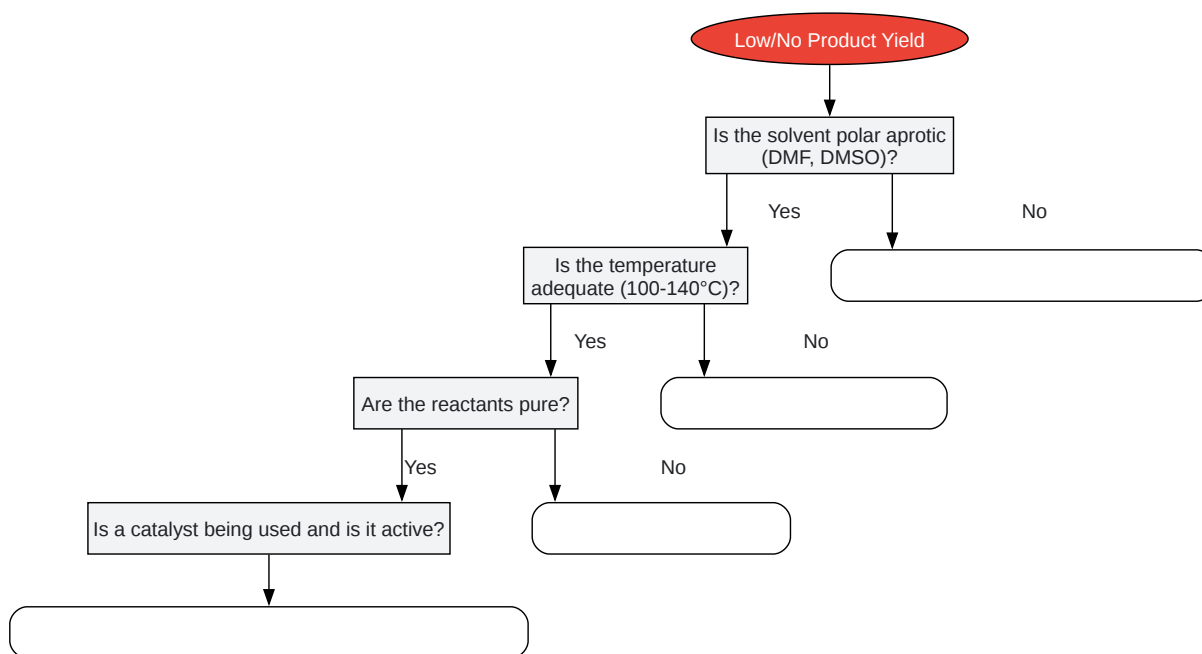 Low/No Product Yield
Is the solvent polar aprotic
(DMF, DMSO)?
Yes
No
Is the temperature
adequate (100-140°C)?
Yes
No
Are the reactants pure?
Yes
No
Is a catalyst being used and is it active?